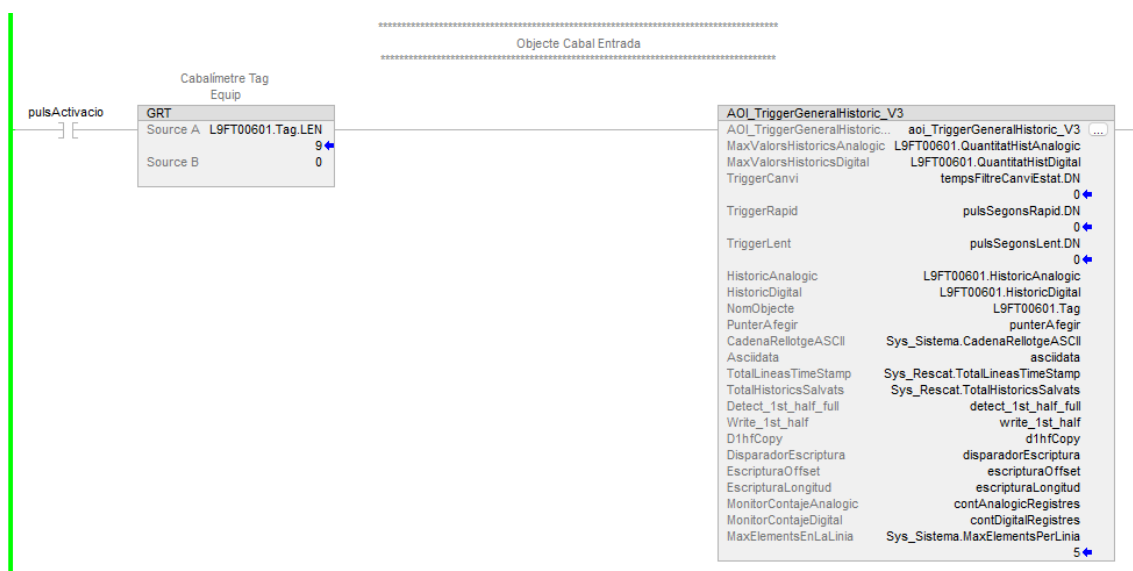 ************************************************************************************
Objecte Cabal Entrada
************************************************************************************
Cabalímetre Tag
Equip
pulsActivacio
GRT
Source A L9FT00601.Tag.LEN
9
Source B 0
AOI_TriggerGeneralHistoric_V3
AOI_TriggerGeneralHistoric... aoi_TriggerGeneralHistoric_V3 ...
MaxValorsHistoricsAnalogic L9FT00601.QuantitatHistAnalogic
MaxValorsHistoricsDigital L9FT00601.QuantitatHistDigital
TriggerCanvi tempsFiltreCanviEstat.DN
0
TriggerRapid pulsSegonsRapid.DN
0
TriggerLent pulsSegonsLent.DN
0
HistoricAnalogic L9FT00601.HistoricAnalogic
HistoricDigital L9FT00601.HistoricDigital
NomObjecte L9FT00601.Tag
PunterAfegir punterAfegir
CadenaRellotgeASCII Sys_Sistema.CadenaRellotgeASCII
Asciidata asciidata
TotalLineasTimeStamp Sys_Rescat.TotalLineasTimeStamp
TotalHistoricsSalvats Sys_Rescat.TotalHistoricsSalvats
Detect_1st_half_full detect_1st_half_full
Write_1st_half write_1st_half
D1hfCopy d1hfCopy
DisparadorEscriptura disparadorEscriptura
EscripturaOffset escripturaOffset
EscripturaLongitud escripturaLongitud
MonitorContajeAnalogic contAnalogicRegistres
MonitorContajeDigital contDigitalRegistres
MaxElementsEnLaLinia Sys_Sistema.MaxElementsPerLinia
5